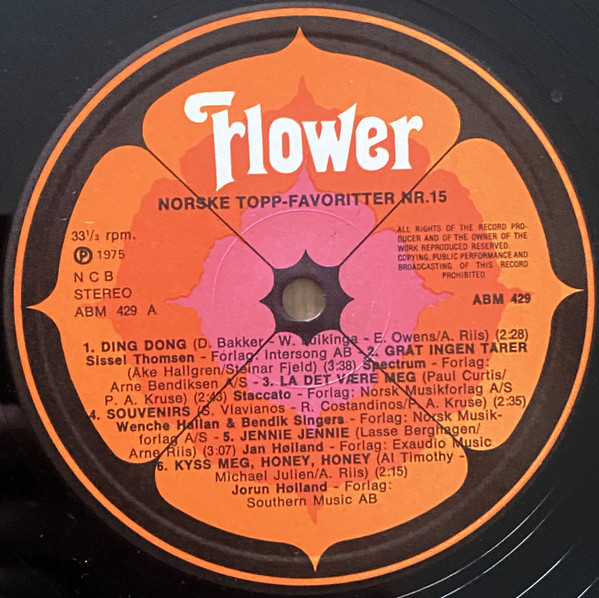 Flower
NORSKE TOPP-FAVORITTER NR.15
33 1/3 rpm.
Ⓟ 1975
N C B
STEREO
ABM 429 A
ALL RIGHTS OF THE RECORD PRO-
DUCER AND OF THE OWNER OF THE
WORK REPRODUCED RESERVED.
COPYING, PUBLIC PERFORMANCE AND
BROADCASTING OF THIS RECORD
PROHIBITED
ABM 429
1. DING DONG (D. Bakker - W. Luikinga - E. Owens/A. Riis) (2:28)
Sissel Thomsen - Forlag: Intersong AB - 2. GRÅT INGEN TÅRER
(Åke Hallgren/Steinar Fjeld) (3:38) Spectrum - Forlag:
Arne Bendiksen A/S - 3. LA DET VÆRE MEG (Paul Curtis/
P. A. Kruse) (2:43) Staccato - Forlag: Norsk Musikforlag A/S
4. SOUVENIRS (S. Vlavianos - R. Costandinos/P. A. Kruse) (2:35)
Wenche Hallan & Bendik Singers - Forlag: Norsk Musik-
forlag A/S - 5. JENNIE JENNIE (Lasse Berghagen/
Arne Riis) (3:07) Jan Hølland - Forlag: Exaudio Music
6. KYSS MEG, HONEY, HONEY (Al Timothy -
Michael Julien/A. Riis) (2:15)
Jorun Hølland - Forlag:
Southern Music AB